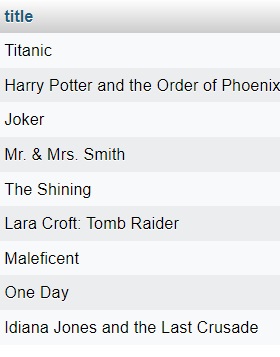 title
Titanic
Harry Potter and the Order of Phoenix
Joker
Mr. & Mrs. Smith
The Shining
Lara Croft: Tomb Raider
Maleficent
One Day
Idiana Jones and the Last Crusade